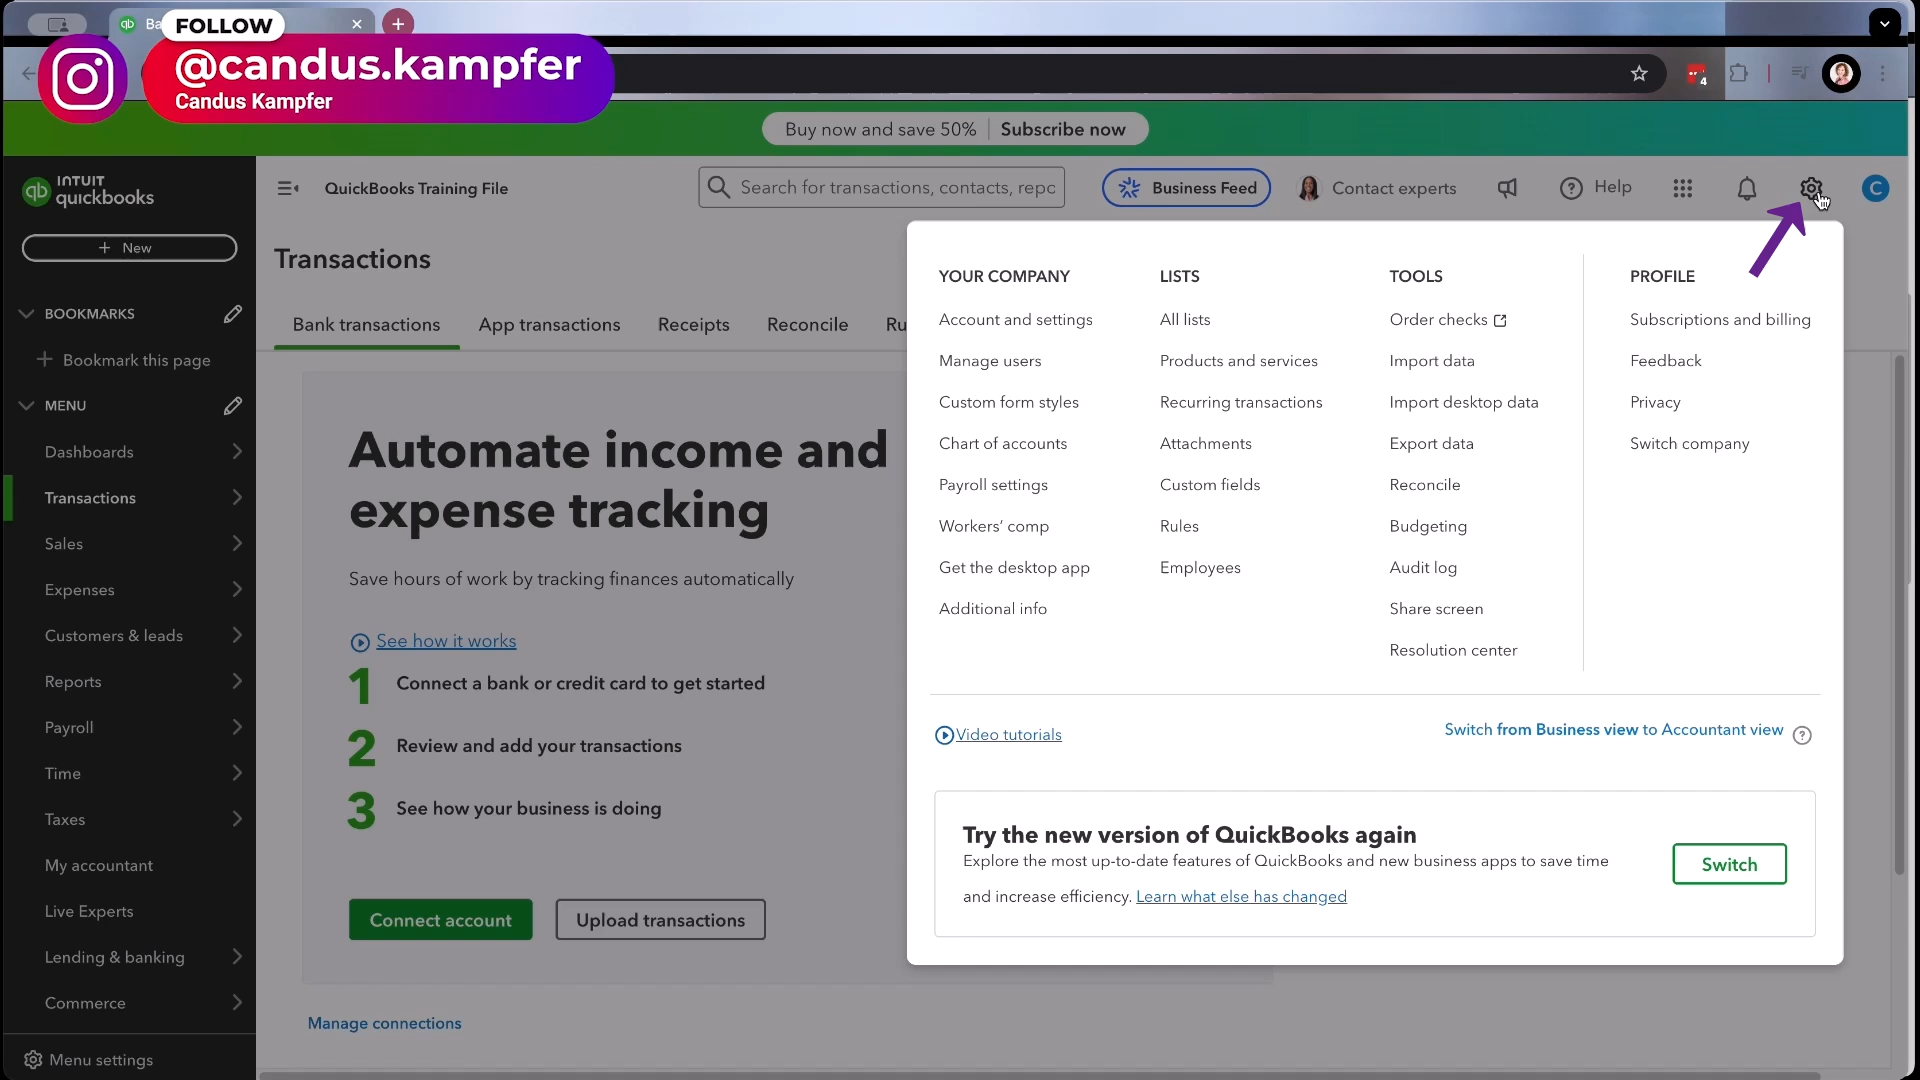 FOLLOW
@candus.kampfer
Candus Kampfer
Ba
4
Buy now and save 50%
Subscribe now
INTUIT
quickbooks
QuickBooks Training File
Search for transactions, contacts, repo
Business Feed
Contact experts
Help
C
New
BOOKMARKS
Bookmark this page
MENU
Dashboards
Transactions
Sales
Expenses
Customers & leads
Reports
Payroll
Time
Taxes
My accountant
Live Experts
Lending & banking
Commerce
Menu settings
Transactions
Bank transactions
App transactions
Receipts
Reconcile
Ru
Automate income and
expense tracking
Save hours of work by tracking finances automatically
See how it works
1 Connect a bank or credit card to get started
2 Review and add your transactions
3 See how your business is doing
Connect account
Upload transactions
Manage connections
YOUR COMPANY
Account and settings
Manage users
Custom form styles
Chart of accounts
Payroll settings
Workers’ comp
Get the desktop app
Additional info
LISTS
All lists
Products and services
Recurring transactions
Attachments
Custom fields
Rules
Employees
TOOLS
Order checks
Import data
Import desktop data
Export data
Reconcile
Budgeting
Audit log
Share screen
Resolution center
PROFILE
Subscriptions and billing
Feedback
Privacy
Switch company
Video tutorials
Switch from Business view to Accountant view
Try the new version of QuickBooks again
Explore the most up-to-date features of QuickBooks and new business apps to save time
and increase efficiency. Learn what else has changed
Switch